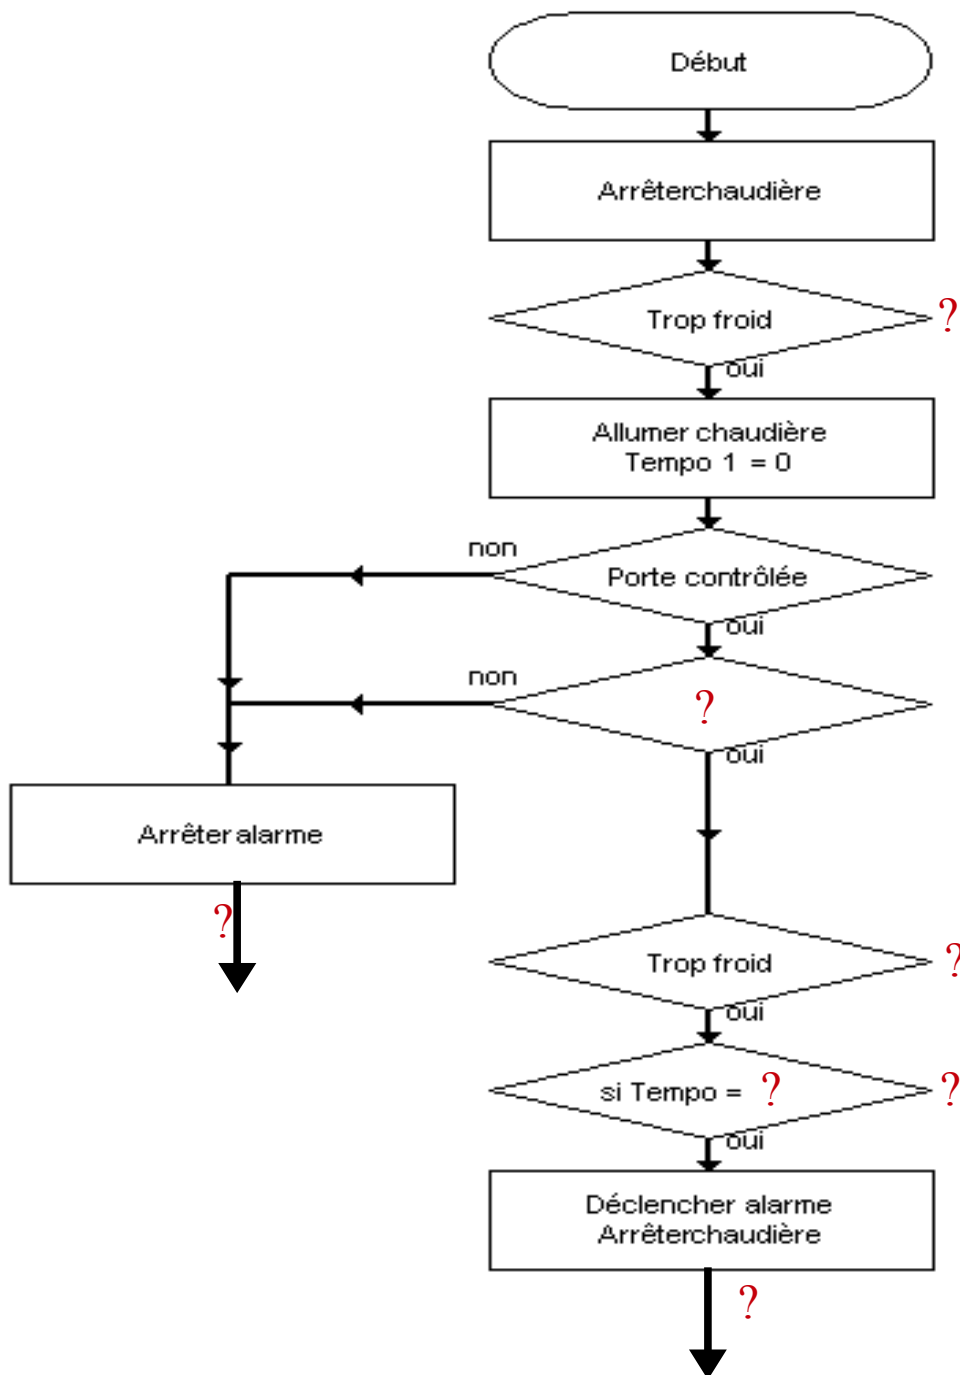 Début
Arrêterchaudière
Trop froid ?
oui
Allumer chaudière
Tempo 1 = 0
non
Porte contrôlée
oui
non
?
oui
Arrêter alarme
?
Trop froid ?
oui
si Tempo = ? ?
oui
Déclencher alarme
Arrêterchaudière
?